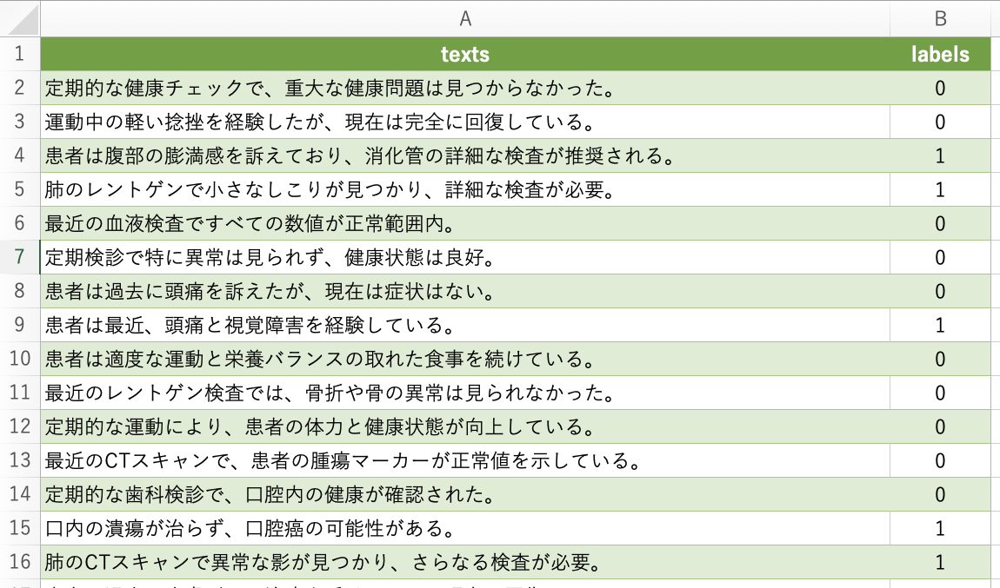 A B
1 texts labels
2 定期的な健康チェックで、重大な健康問題は見つからなかった。 0
3 運動中の軽い捻挫を経験したが、現在は完全に回復している。 0
4 患者は腹部の膨満感を訴えており、消化管の詳細な検査が推奨される。 1
5 肺のレントゲンで小さなしこりが見つかり、詳細な検査が必要。 1
6 最近の血液検査ですべての数値が正常範囲内。 0
7 定期検診で特に異常は見られず、健康状態は良好。 0
8 患者は過去に頭痛を訴えたが、現在は症状はない。 0
9 患者は最近、頭痛と視覚障害を経験している。 1
10 患者は適度な運動と栄養バランスの取れた食事を続けている。 0
11 最近のレントゲン検査では、骨折や骨の異常は見られなかった。 0
12 定期的な運動により、患者の体力と健康状態が向上している。 0
13 最近のCTスキャンで、患者の腫瘍マーカーが正常値を示している。 0
14 定期的な歯科検診で、口腔内の健康が確認された。 0
15 口内の潰瘍が治らず、口腔癌の可能性がある。 1
16 肺のCTスキャンで異常な影が見つかり、さらなる検査が必要。 1